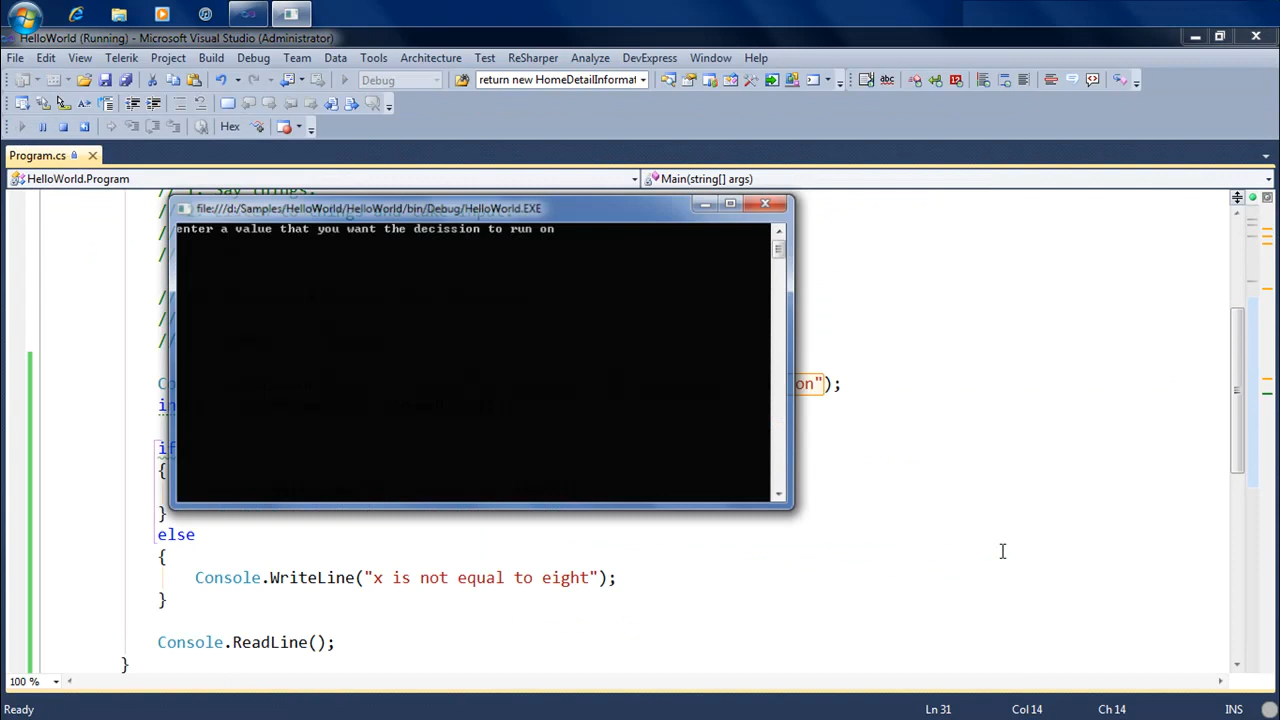 HelloWorld (Running) - Microsoft Visual Studio (Administrator)
File Edit View Telerik Project Build Debug Team Data Tools Architecture Test ReSharper Analyze DevExpress Window Help
Debug return new HomeDetailInformat
Hex
Program.cs
HelloWorld.Program Main(string[] args)
file:///d:/Samples/HelloWorld/HelloWorld/bin/Debug/HelloWorld.EXE
enter a value that you want the decission to run on
on");
{
}
else
{
Console.WriteLine("x is not equal to eight");
}
Console.ReadLine();
}
100 %
Ready Ln 31 Col 14 Ch 14 INS